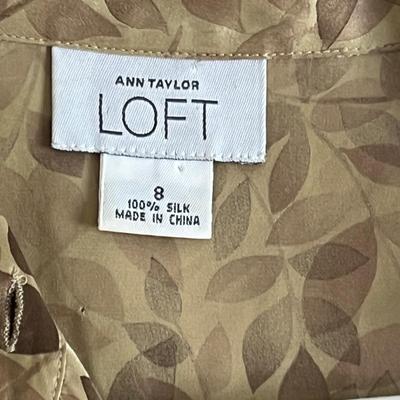 ANN TAYLOR
LOFT
8
100% SILK
MADE IN CHINA